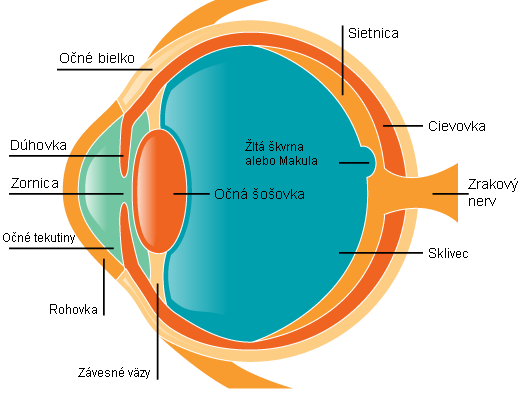 Sietnica
Očné bielko
Cievovka
Dúhovka
Žltá škvrna
alebo Makula
Zornica
Očná šošovka
Zrakový
nerv
Očné tekutiny
Sklivec
Rohovka
Závesné väzy